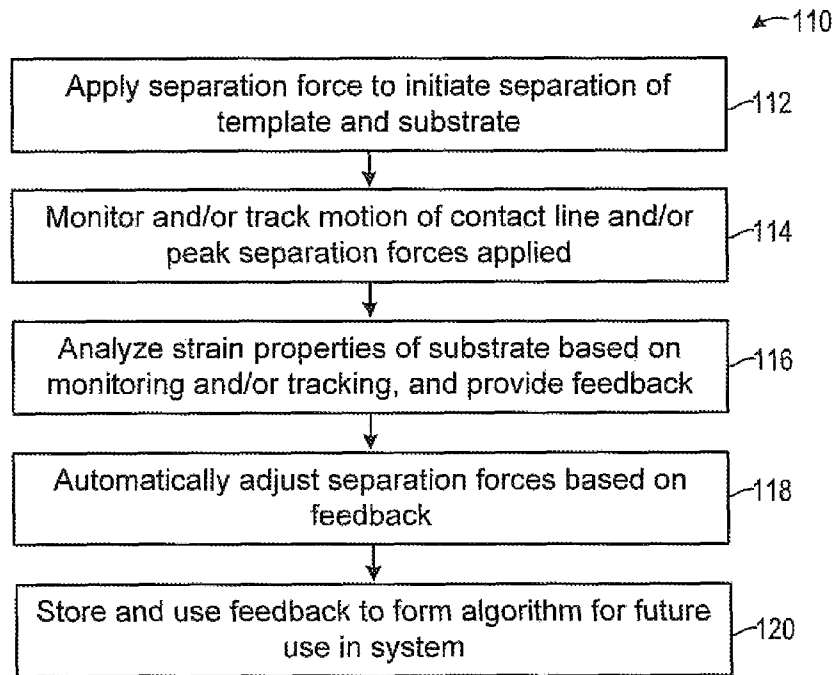 110
Apply separation force to initiate separation of
template and substrate
112
Monitor and/or track motion of contact line and/or
peak separation forces applied
114
Analyze strain properties of substrate based on
monitoring and/or tracking, and provide feedback
116
Automatically adjust separation forces based on
feedback
118
Store and use feedback to form algorithm for future
use in system
120